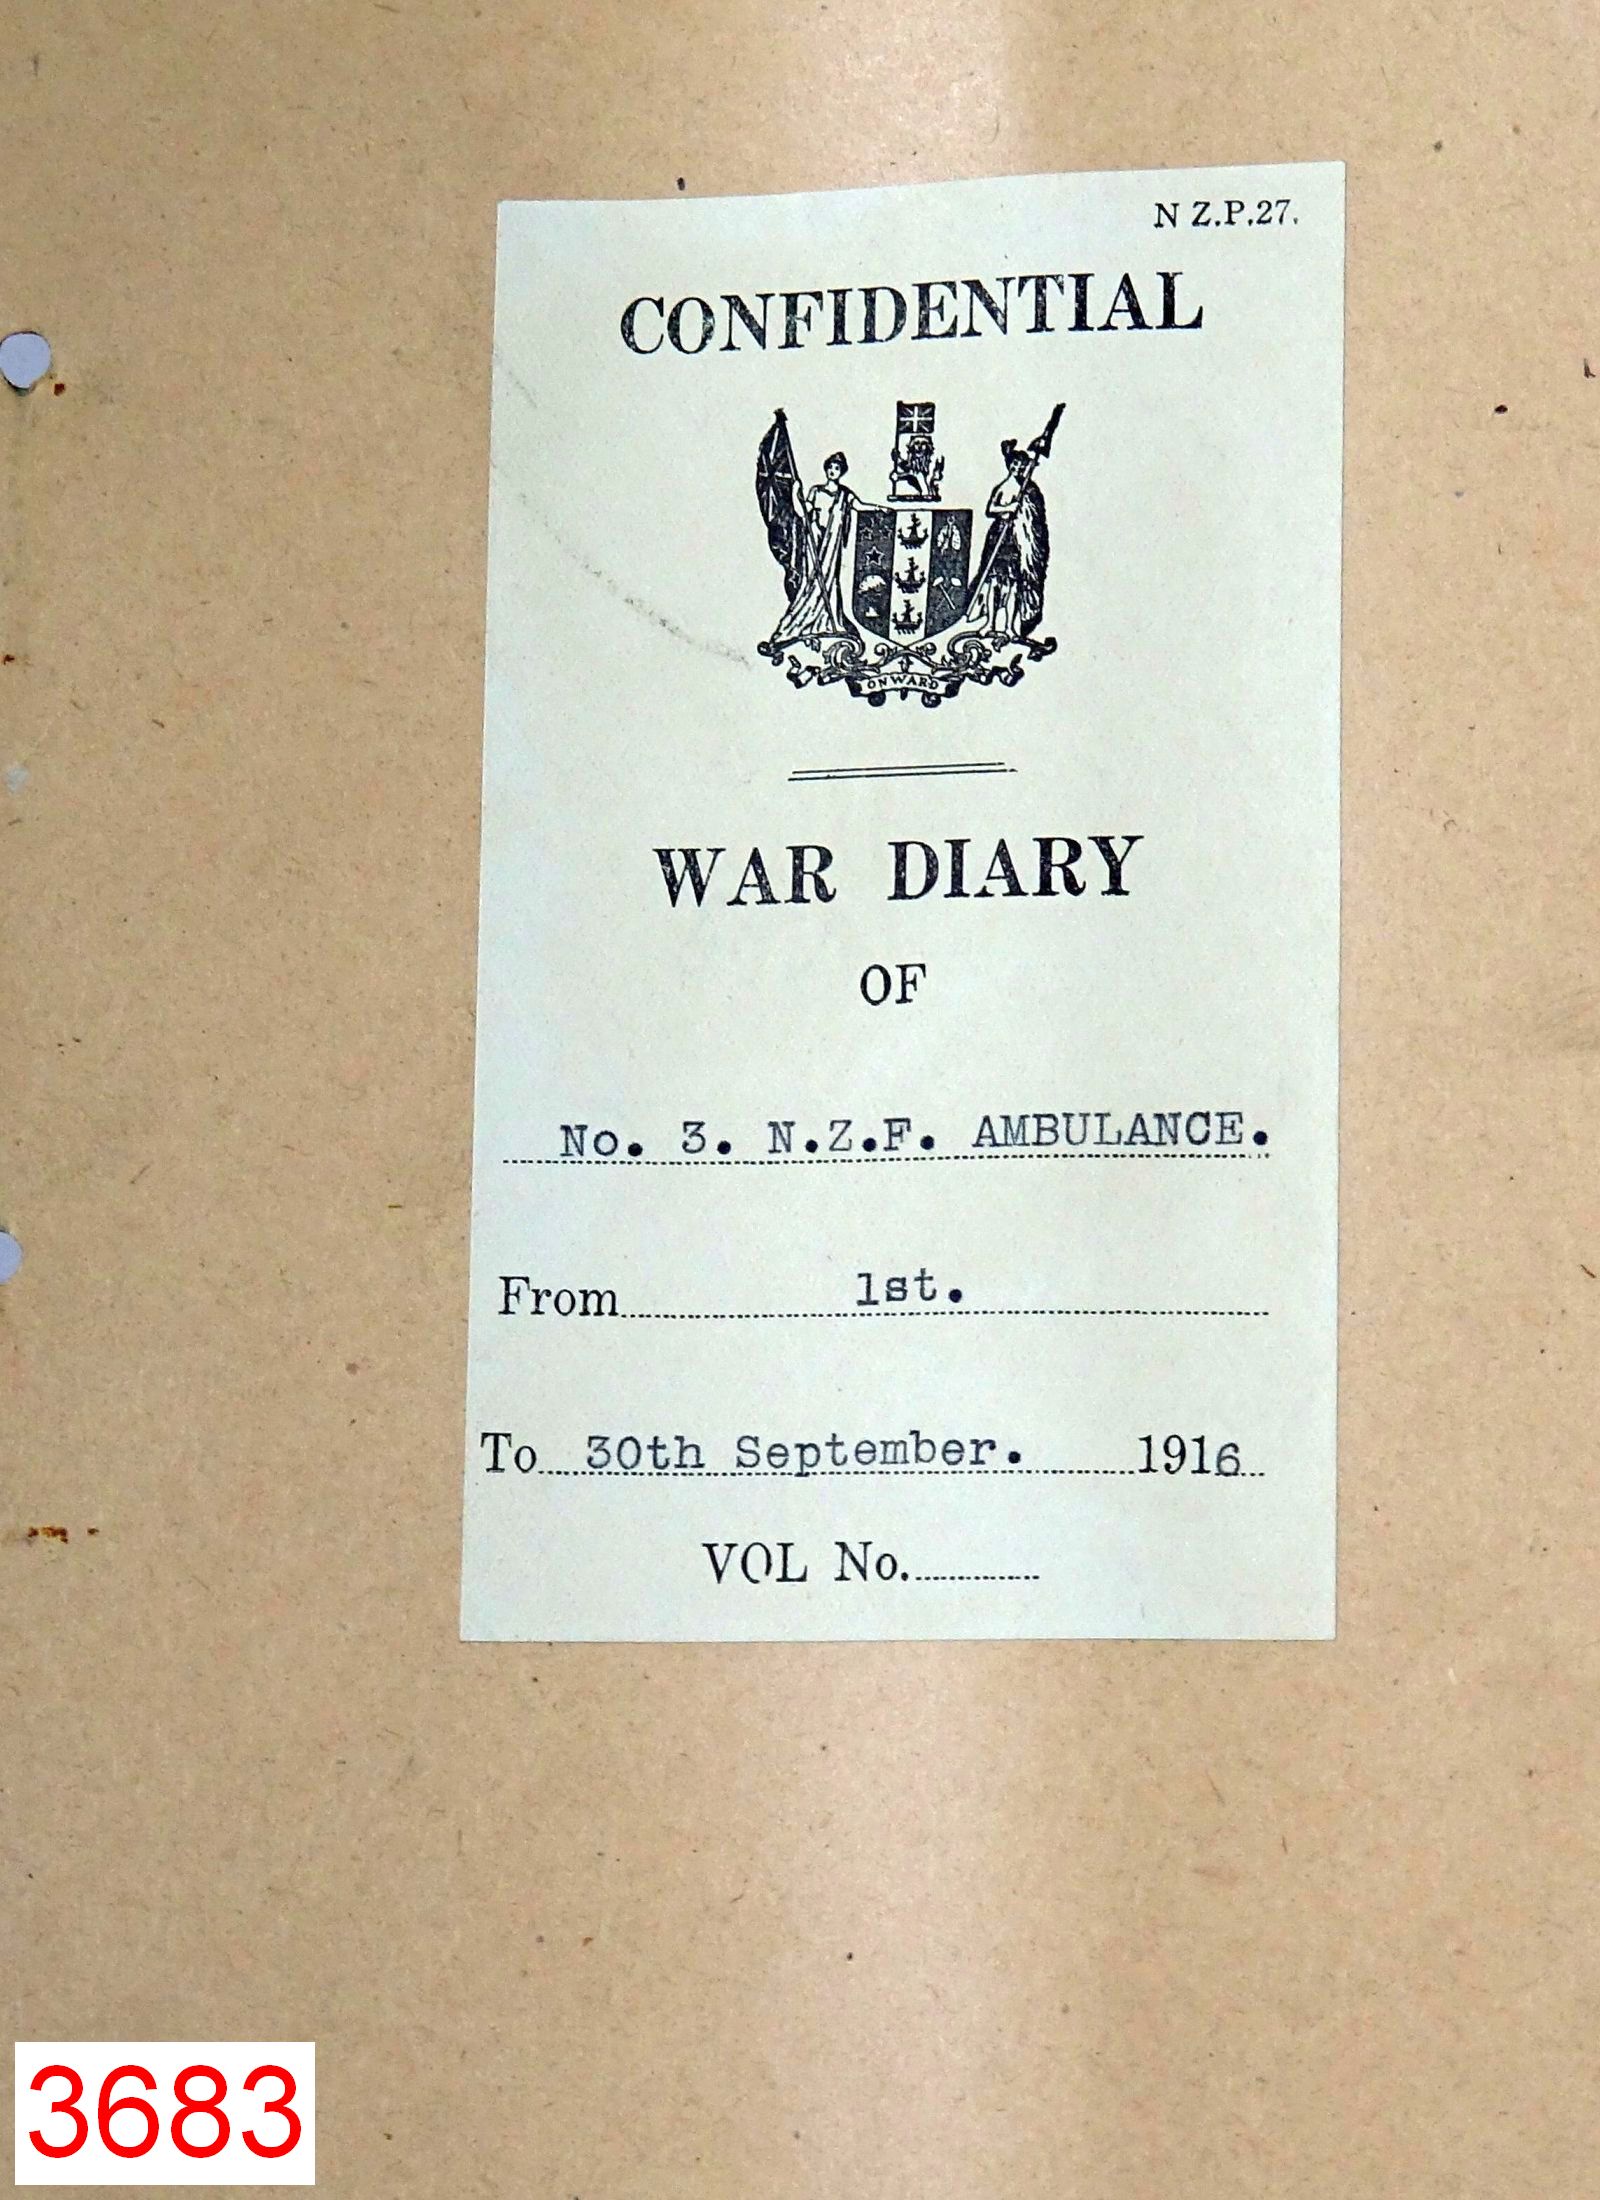 N Z.P.27.
CONFIDENTIAL
ONWARD
WAR DIARY
OF
No. 3. N.Z.F. AMBULANCE.
From 1st.
To 30th September. 1916
VOL No.
3683